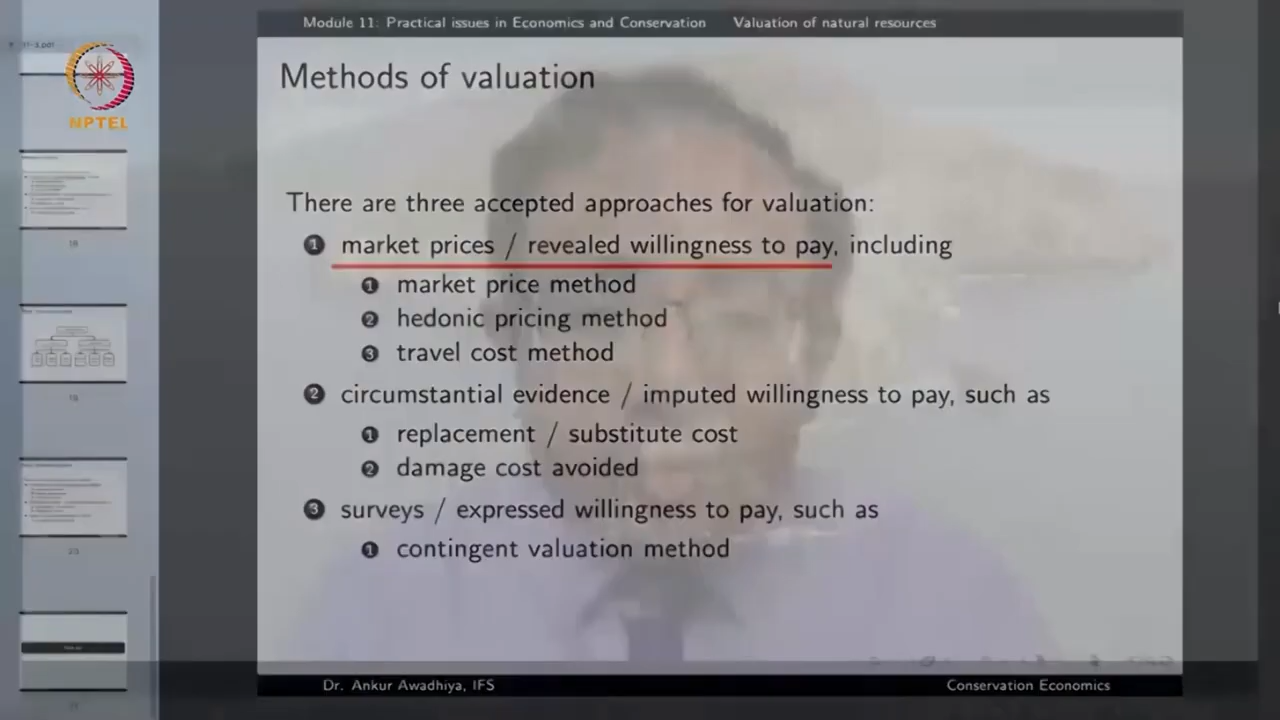 Module 11: Practical issues in Economics and Conservation Valuation of natural resources
NPTEL
Methods of valuation
There are three accepted approaches for valuation:
1 market prices / revealed willingness to pay, including
1 market price method
2 hedonic pricing method
3 travel cost method
2 circumstantial evidence / imputed willingness to pay, such as
1 replacement / substitute cost
2 damage cost avoided
3 surveys / expressed willingness to pay, such as
1 contingent valuation method
Dr. Ankur Awadhiya, IFS Conservation Economics